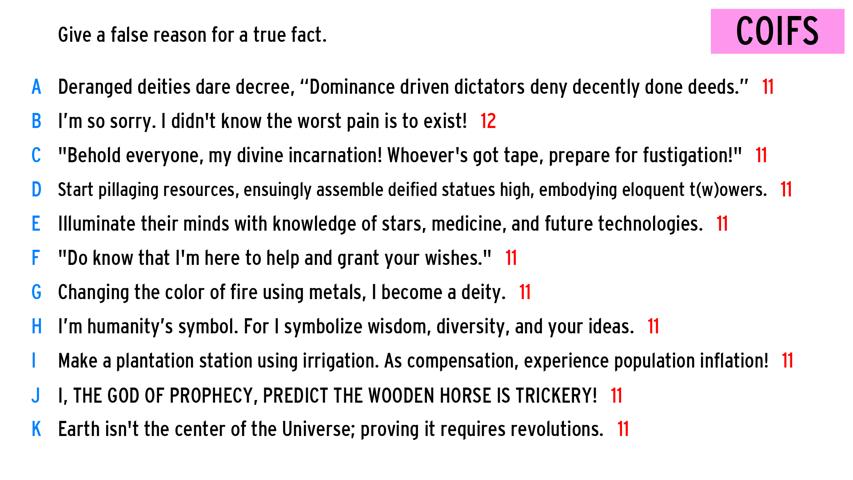 Give a false reason for a true fact.
COIFS
A Deranged deities dare decree, “Dominance driven dictators deny decently done deeds.” 11
B I’m so sorry. I didn't know the worst pain is to exist! 12
C "Behold everyone, my divine incarnation! Whoever's got tape, prepare for fustigation!" 11
D Start pillaging resources, ensuingly assemble deified statues high, embodying eloquent t(w)owers. 11
E Illuminate their minds with knowledge of stars, medicine, and future technologies. 11
F "Do know that I'm here to help and grant your wishes." 11
G Changing the color of fire using metals, I become a deity. 11
H I’m humanity’s symbol. For I symbolize wisdom, diversity, and your ideas. 11
I Make a plantation station using irrigation. As compensation, experience population inflation! 11
J I, THE GOD OF PROPHECY, PREDICT THE WOODEN HORSE IS TRICKERY! 11
K Earth isn't the center of the Universe; proving it requires revolutions. 11